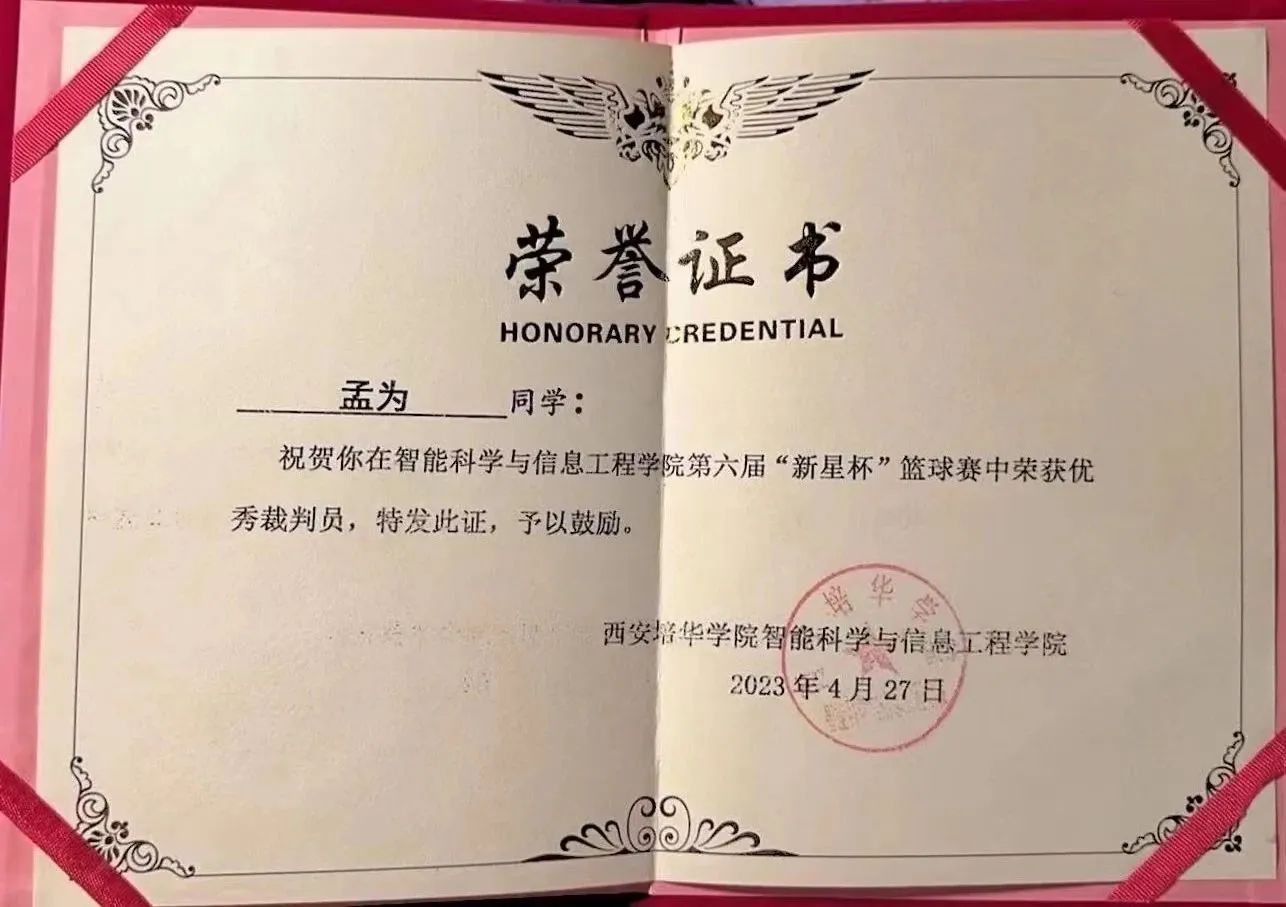 荣誉证书
HONORARY CREDENTIAL
孟为 同学：
祝贺你在智能科学与信息工程学院第六届“新星杯”篮球赛中荣获优
秀裁判员，特发此证，予以鼓励。
培华学
西安培华学院智能科学与信息工程学院
2023年4月27日